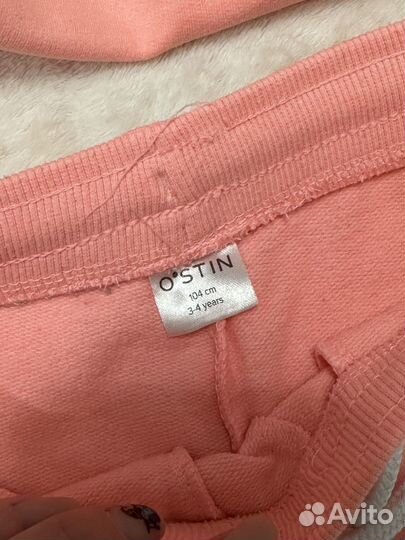 O'STIN
104 cm
3-4 years
Avito